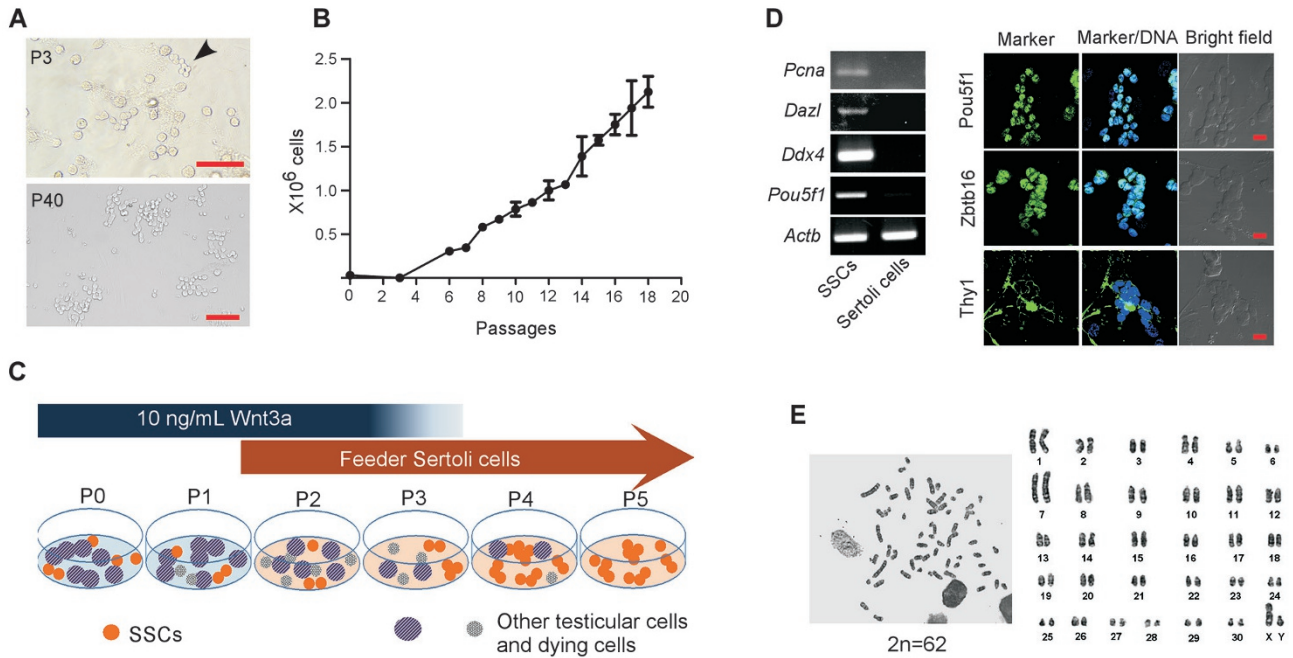 A
P3
P40
B
X10⁶ cells
2.5
2.0
1.5
1.0
0.5
0 2 4 6 8 10 12 14 16 18 20
Passages
C
10 ng/mL Wnt3a
Feeder Sertoli cells
P0 P1 P2 P3 P4 P5
SSCs
Other testicular cells
and dying cells
D
Pcna
Dazl
Ddx4
Pou5f1
Actb
SSCs
Sertoli cells
Marker Marker/DNA Bright field
Pou5f1
Zbtb16
Thy1
E
2n=62
1 2 3 4 5 6
7 8 9 10 11 12
13 14 15 16 17 18
19 20 21 22 23 24
25 26 27 28 29 30 X Y